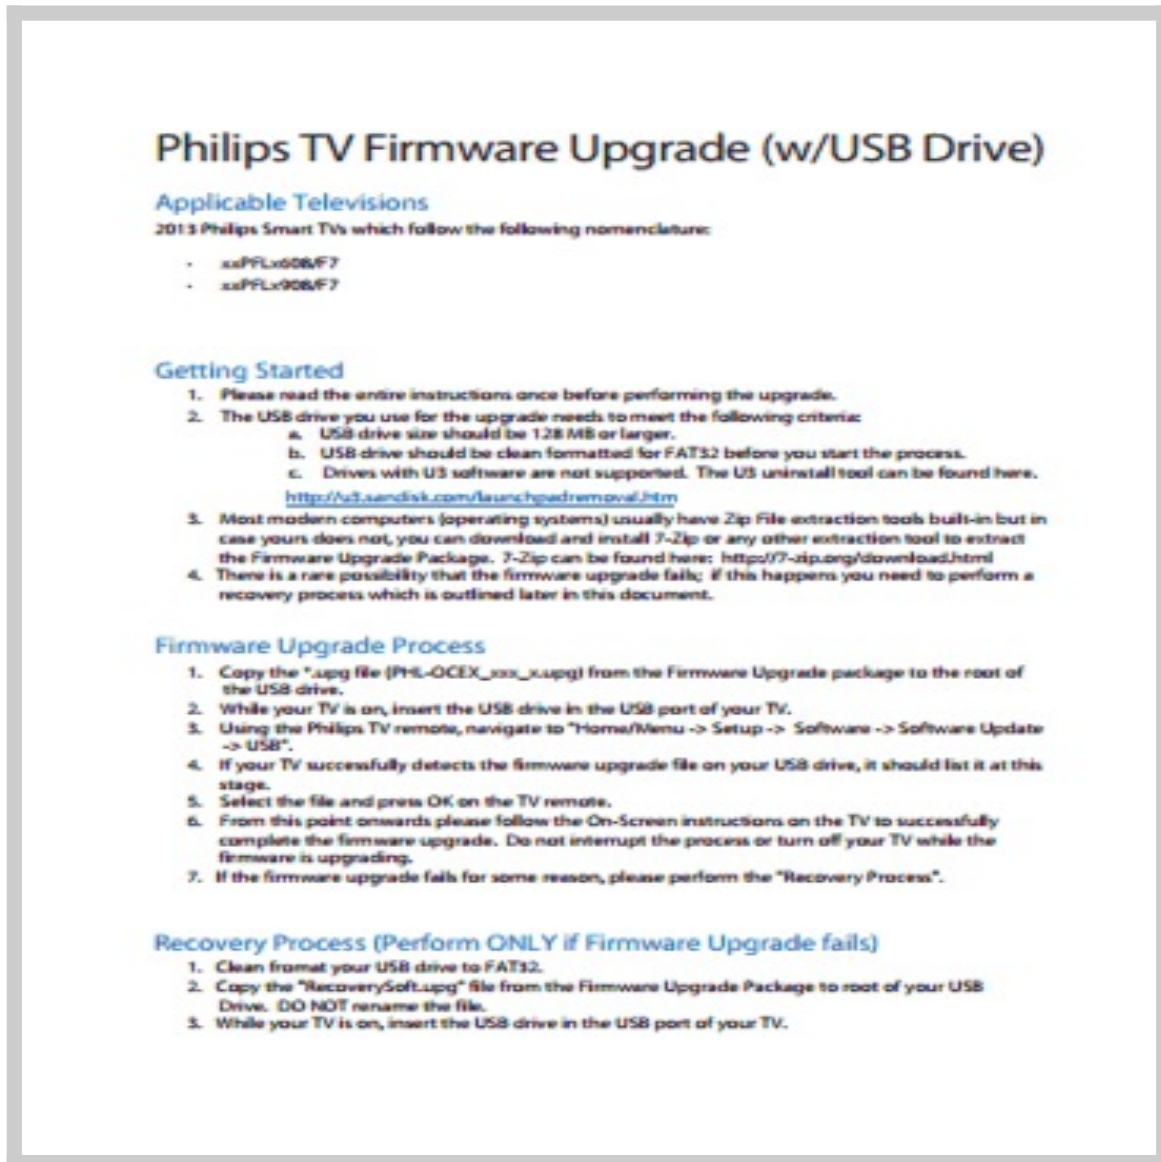 Philips TV Firmware Upgrade (w/USB Drive)
Applicable Televisions
2013 Philips Smart TVs which follow the following nomenclature:
- xxPFLx608/F7
- xxPFLx908/F7
Getting Started
1. Please read the entire instructions once before performing the upgrade.
2. The USB drive you use for the upgrade needs to meet the following criteria:
a. USB drive size should be 128 MB or larger.
b. USB drive should be clean formatted for FAT32 before you start the process.
c. Drives with U3 software are not supported. The U3 uninstall tool can be found here.
http://u3.sandisk.com/launchpadremoval.htm
3. Most modern computers (operating systems) usually have Zip File extraction tools built-in but in
case yours does not, you can download and install 7-Zip or any other extraction tool to extract
the Firmware Upgrade Package. 7-Zip can be found here: http://7-zip.org/download.html
4. There is a rare possibility that the firmware upgrade fails; if this happens you need to perform a
recovery process which is outlined later in this document.
Firmware Upgrade Process
1. Copy the *.upg file (PHL-OCEX_xxx_x.upg) from the Firmware Upgrade package to the root of
the USB drive.
2. While your TV is on, insert the USB drive in the USB port of your TV.
3. Using the Philips TV remote, navigate to "Home/Menu -> Setup -> Software -> Software Update
-> USB".
4. If your TV successfully detects the firmware upgrade file on your USB drive, it should list it at this
stage.
5. Select the file and press OK on the TV remote.
6. From this point onwards please follow the On-Screen instructions on the TV to successfully
complete the firmware upgrade. Do not interrupt the process or turn off your TV while the
firmware is upgrading.
7. If the firmware upgrade fails for some reason, please perform the "Recovery Process".
Recovery Process (Perform ONLY if Firmware Upgrade fails)
1. Clean fromat your USB drive to FAT32.
2. Copy the "RecoverySoft.upg" file from the Firmware Upgrade Package to root of your USB
Drive. DO NOT rename the file.
3. While your TV is on, insert the USB drive in the USB port of your TV.